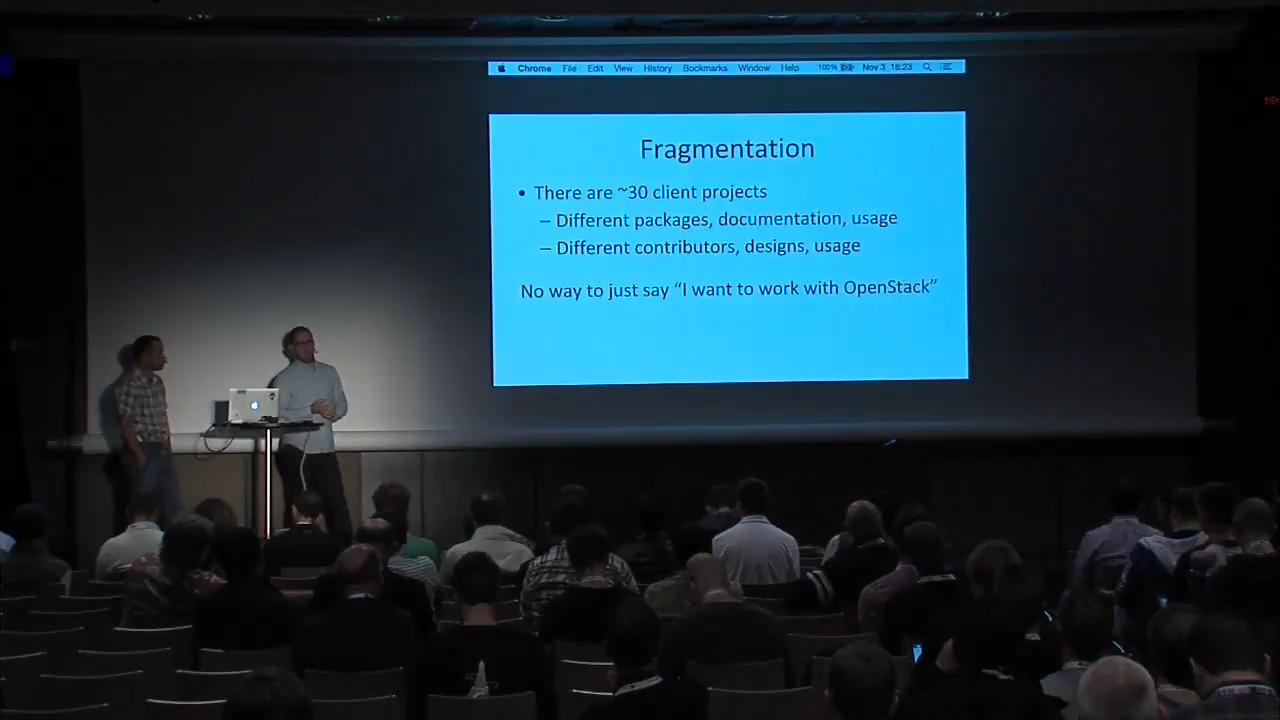 Chrome File Edit View History Bookmarks Window Help 100% Nov 3 16:23
Fragmentation
• There are ~30 client projects
– Different packages, documentation, usage
– Different contributors, designs, usage
No way to just say “I want to work with OpenStack”